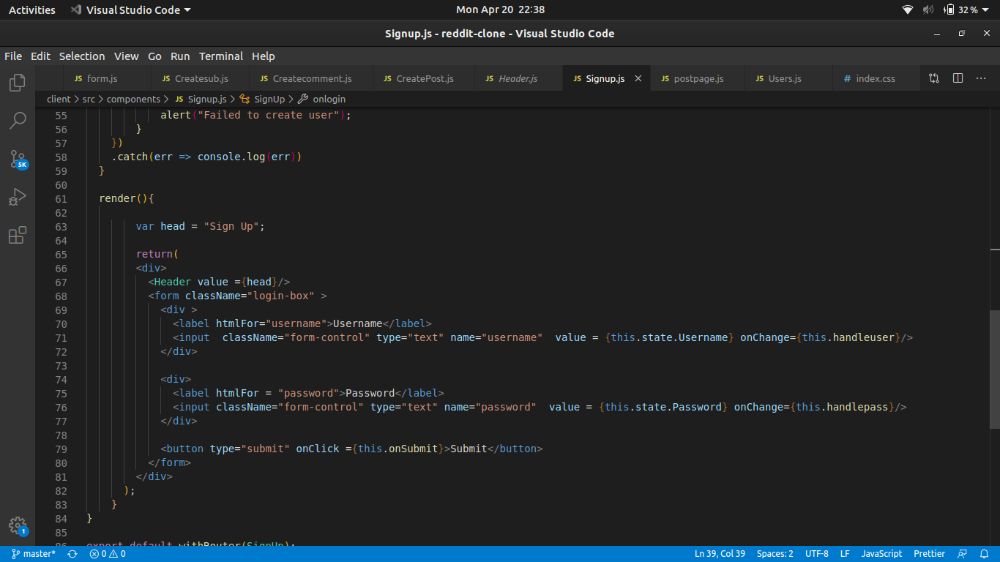 Activities Visual Studio Code Mon Apr 20 22:38 32 %
Signup.js - reddit-clone - Visual Studio Code
File Edit Selection View Go Run Terminal Help
JS form.js JS Createsub.js JS Createcomment.js JS CreatePost.js JS Header.js JS Signup.js JS postpage.js JS Users.js # index.css
client > src > components > JS Signup.js > SignUp > onlogin
55 alert("Failed to create user");
56 }
57 })
58 .catch(err => console.log(err))
59 }
60
61 render(){
62
63 var head = "Sign Up";
64
65 return(
66 <div>
67 <Header value ={head}/>
68 <form className="login-box" >
69 <div >
70 <label htmlFor="username">Username</label>
71 <input  className="form-control" type="text" name="username"  value = {this.state.Username} onChange={this.handleuser}/>
72 </div>
73
74 <div>
75 <label htmlFor = "password">Password</label>
76 <input className="form-control" type="text" name="password"  value = {this.state.Password} onChange={this.handlepass}/>
77 </div>
78
79 <button type="submit" onClick ={this.onSubmit}>Submit</button>
80 </form>
81 </div>
82 );
83 }
84 }
85
86 export default withRouter(SignUp);
5K
1
master* 0 0 Ln 39, Col 39 Spaces: 2 UTF-8 LF JavaScript Prettier